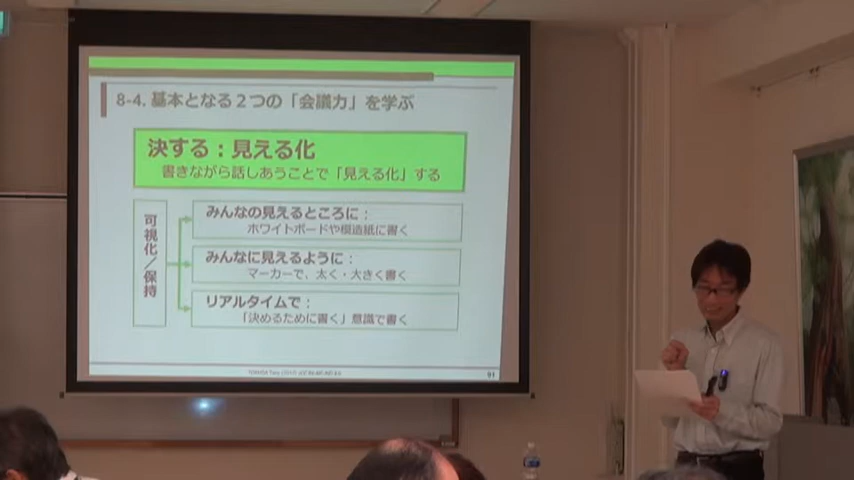 8-4. 基本となる２つの「会議力」を学ぶ
決する：見える化
書きながら話しあうことで「見える化」する
可視化／保持
みんなの見えるところに：
ホワイトボードや模造紙に書く
みんなに見えるように：
マーカーで、太く・大きく書く
リアルタイムで：
「決めるために書く」意識で書く
91